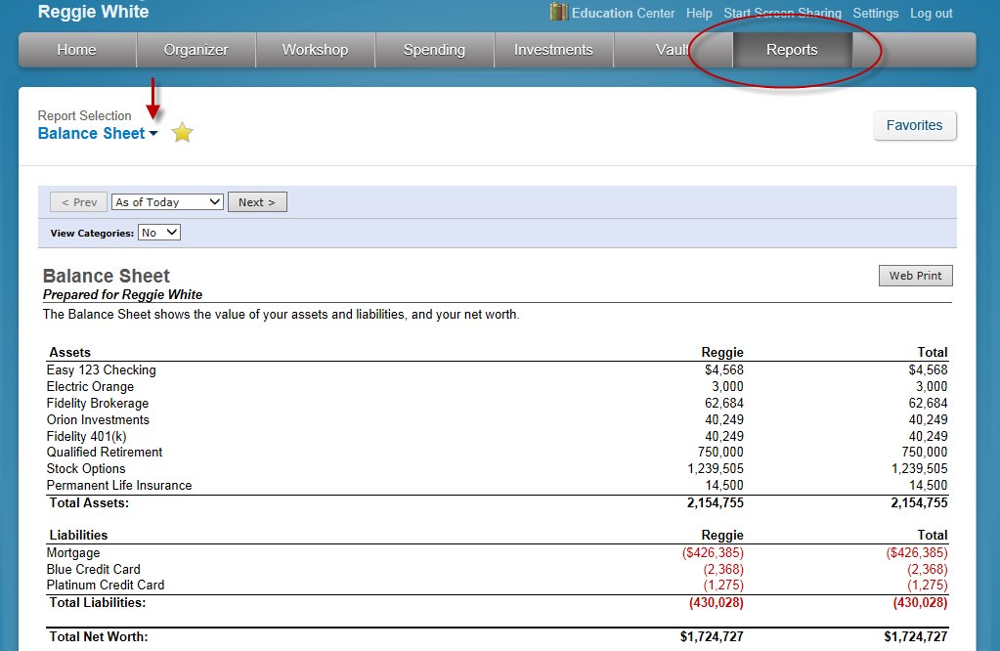 Reggie White
Education Center Help Start Screen Sharing Settings Log out
Home Organizer Workshop Spending Investments Vault Reports
Report Selection
Balance Sheet
Favorites
< Prev As of Today Next >
View Categories: No
Balance Sheet
Web Print
Prepared for Reggie White
The Balance Sheet shows the value of your assets and liabilities, and your net worth.
Assets Reggie Total
Easy 123 Checking $4,568 $4,568
Electric Orange 3,000 3,000
Fidelity Brokerage 62,684 62,684
Orion Investments 40,249 40,249
Fidelity 401(k) 40,249 40,249
Qualified Retirement 750,000 750,000
Stock Options 1,239,505 1,239,505
Permanent Life Insurance 14,500 14,500
Total Assets: 2,154,755 2,154,755
Liabilities Reggie Total
Mortgage ($426,385) ($426,385)
Blue Credit Card (2,368) (2,368)
Platinum Credit Card (1,275) (1,275)
Total Liabilities: (430,028) (430,028)
Total Net Worth: $1,724,727 $1,724,727